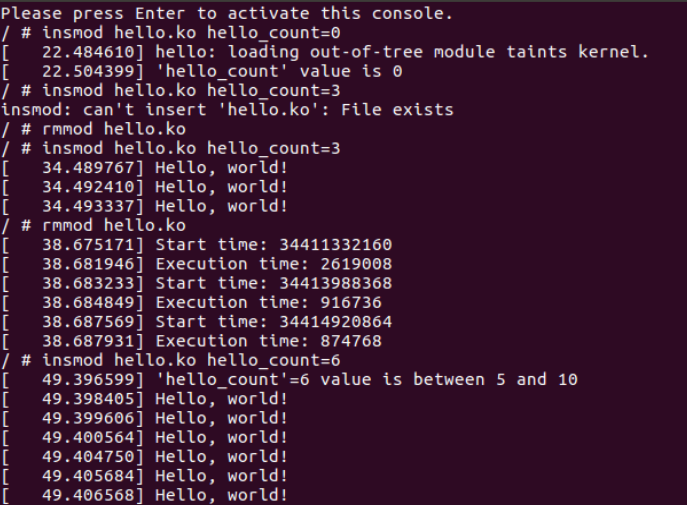 Please press Enter to activate this console.
/ # insmod hello.ko hello_count=0
[   22.484610] hello: loading out-of-tree module taints kernel.
[   22.504399] 'hello_count' value is 0
/ # insmod hello.ko hello_count=3
insmod: can't insert 'hello.ko': File exists
/ # rmmod hello.ko
/ # insmod hello.ko hello_count=3
[   34.489767] Hello, world!
[   34.492410] Hello, world!
[   34.493337] Hello, world!
/ # rmmod hello.ko
[   38.675171] Start time: 34411332160
[   38.681946] Execution time: 2619008
[   38.683233] Start time: 34413988368
[   38.684849] Execution time: 916736
[   38.687569] Start time: 34414920864
[   38.687931] Execution time: 874768
/ # insmod hello.ko hello_count=6
[   49.396599] 'hello_count'=6 value is between 5 and 10
[   49.398405] Hello, world!
[   49.399606] Hello, world!
[   49.400564] Hello, world!
[   49.404750] Hello, world!
[   49.405684] Hello, world!
[   49.406568] Hello, world!